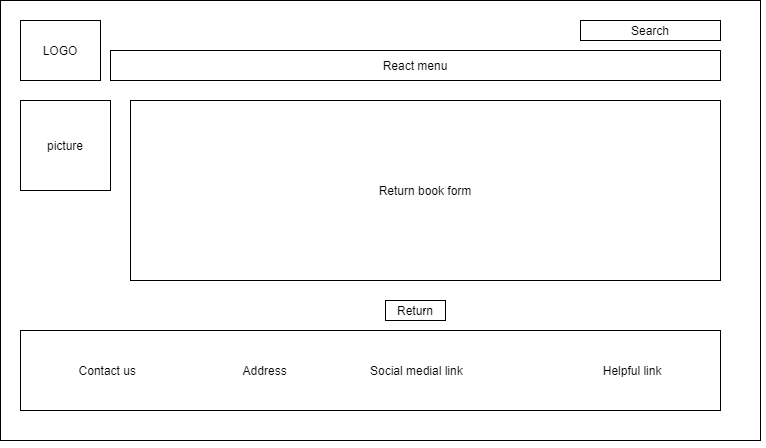 LOGO
Search
React menu
picture
Return book form
Return
Contact us
Address
Social medial link
Helpful link